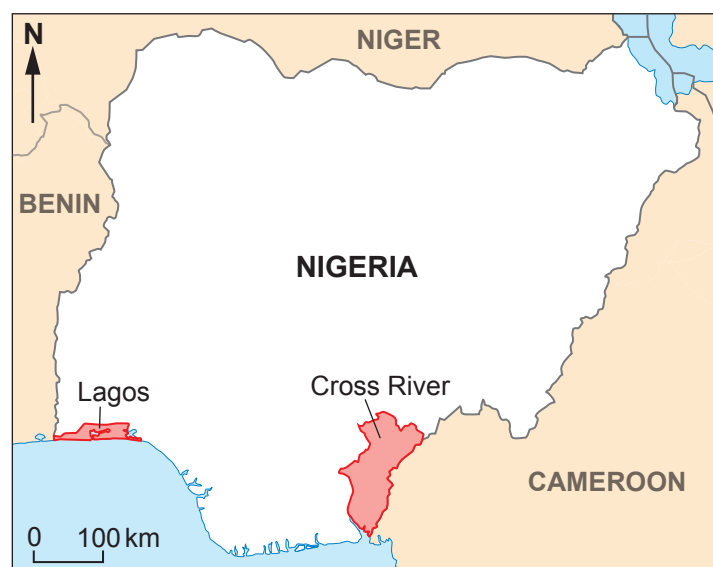 N
NIGER
BENIN
NIGERIA
Lagos
Cross River
CAMEROON
0 100 km